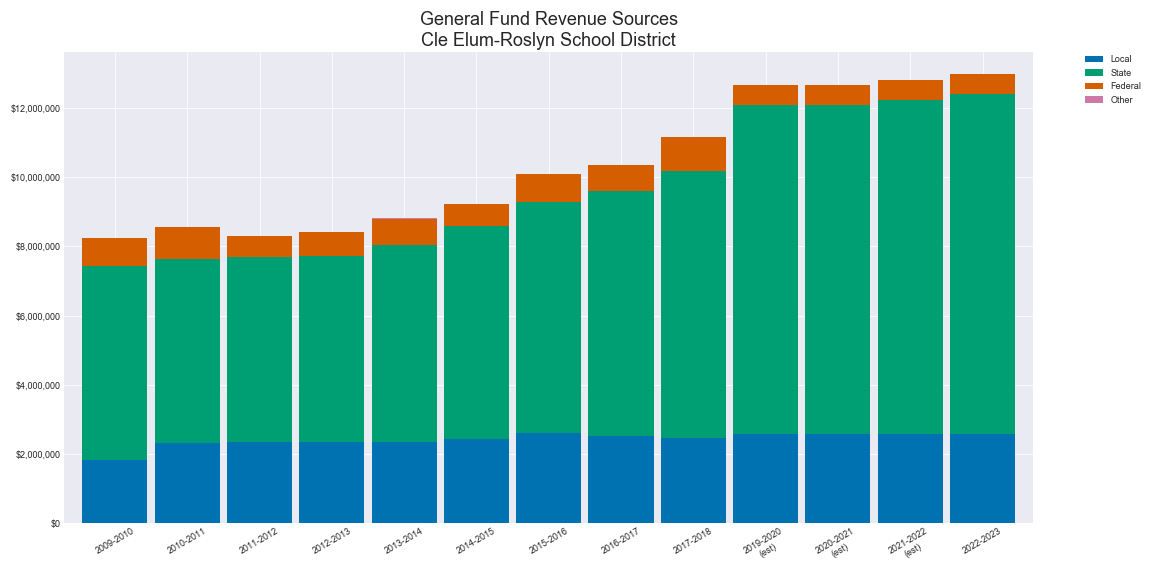 General Fund Revenue Sources
Cle Elum-Roslyn School District
Local
State
Federal
Other
$12,000,000
$10,000,000
$8,000,000
$6,000,000
$4,000,000
$2,000,000
$0
2009-2010
2010-2011
2011-2012
2012-2013
2013-2014
2014-2015
2015-2016
2016-2017
2017-2018
2019-2020
(est)
2020-2021
(est)
2021-2022
(est)
2022-2023